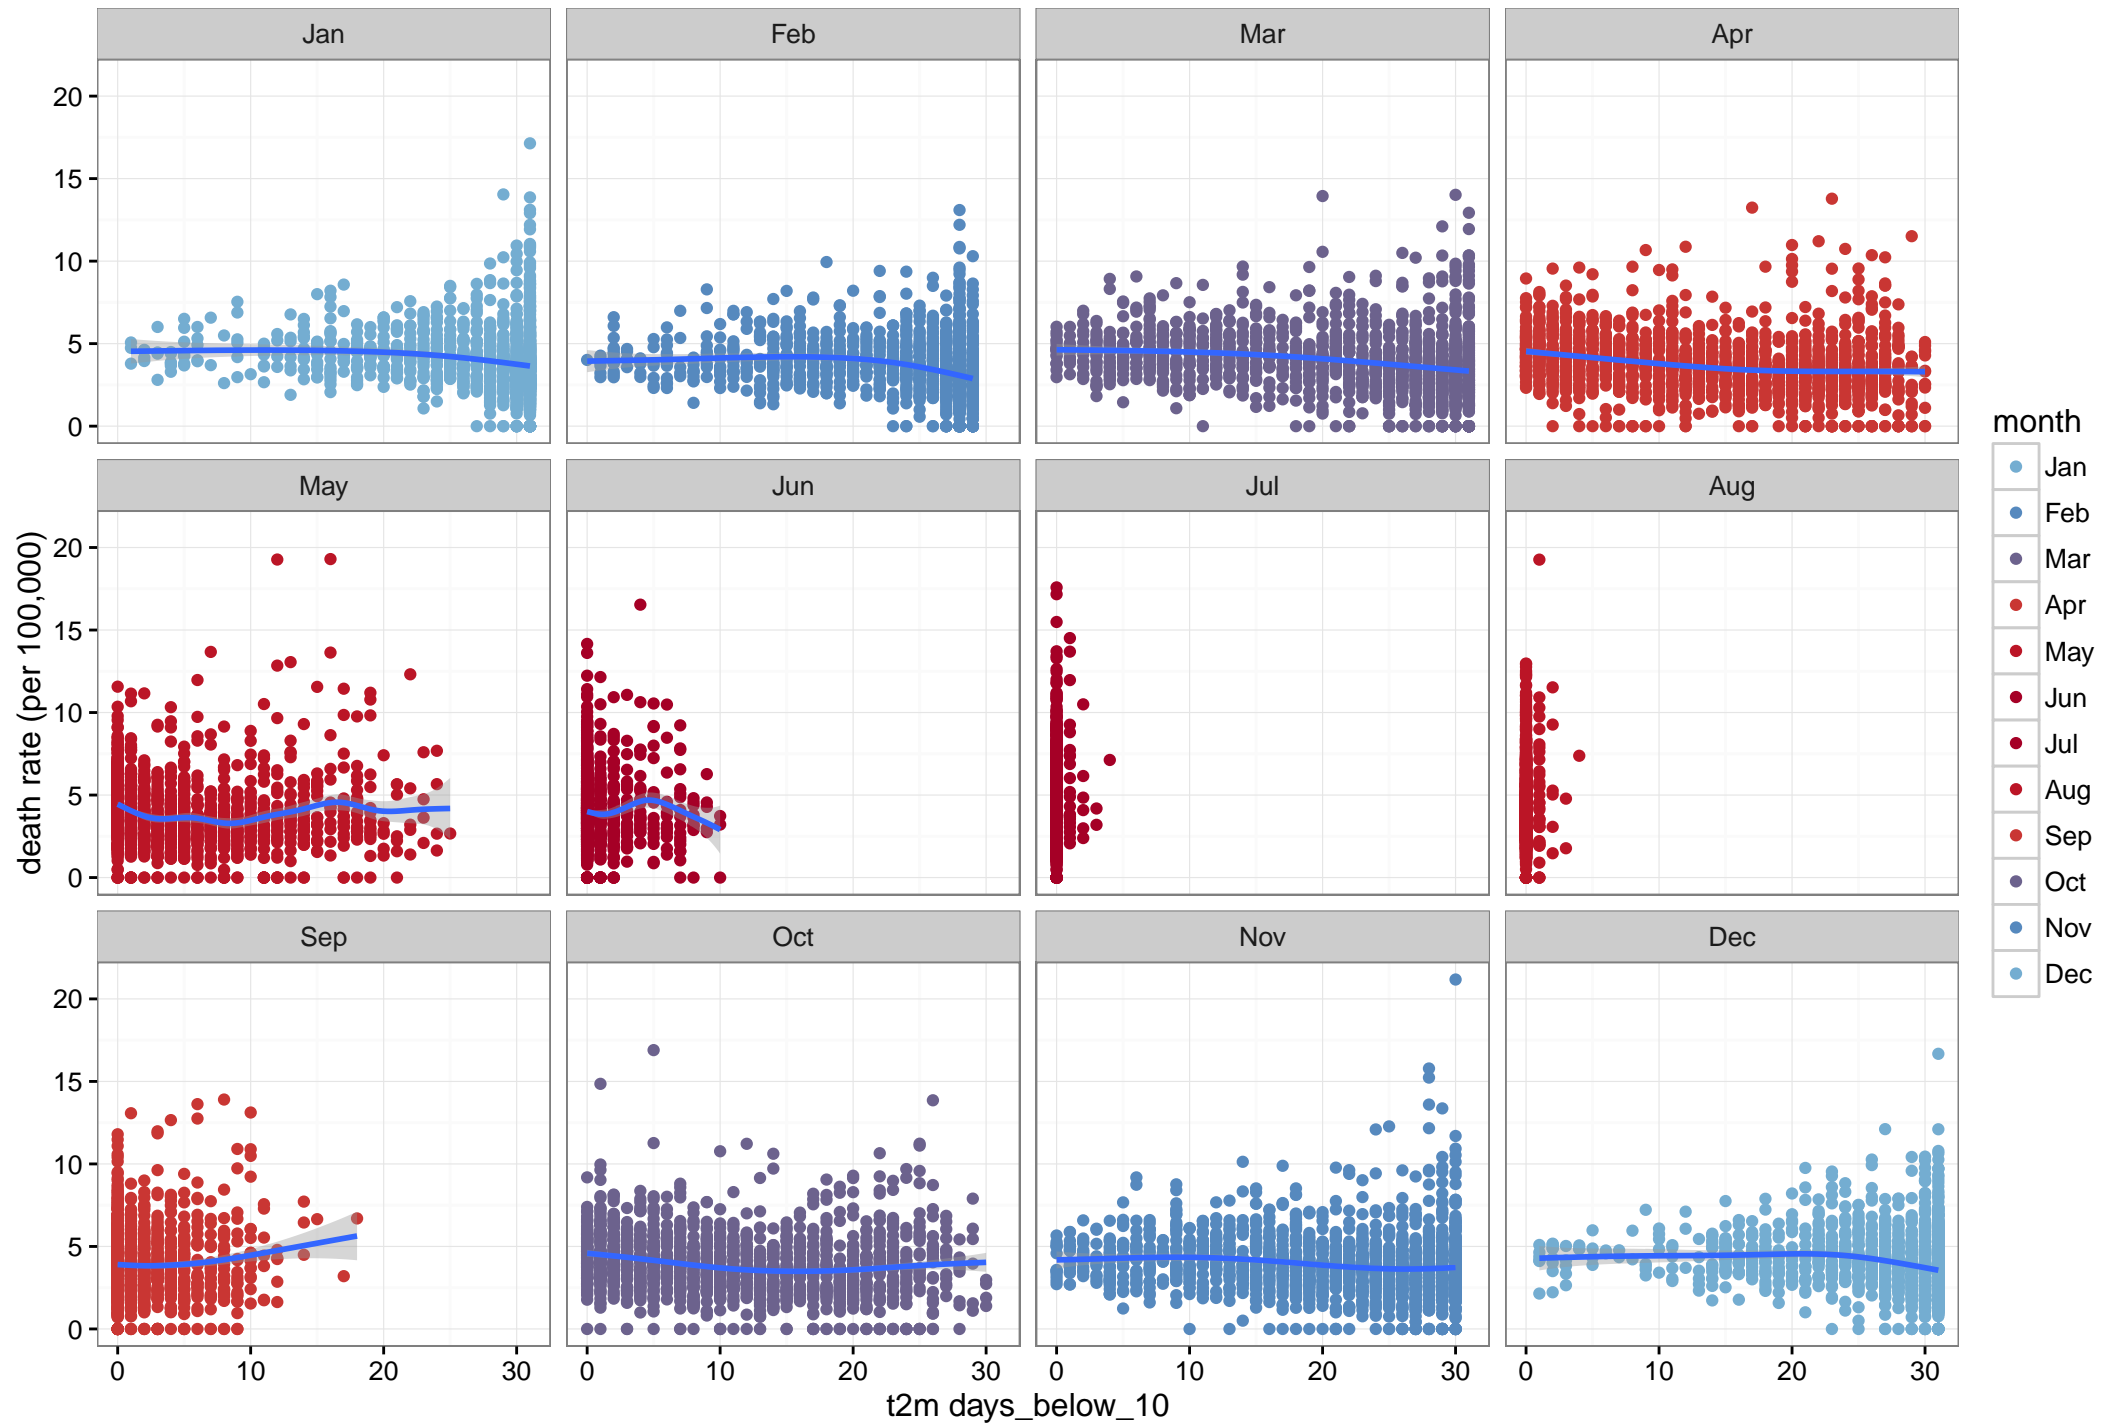 Jan Feb Mar Apr
20
15
10
5
0
May Jun Jul Aug
20
15
10
5
0
Sep Oct Nov Dec
20
15
10
5
0
0 10 20 30 0 10 20 30 0 10 20 30 0 10 20 30
t2m days_below_10
death rate (per 100,000)
month
Jan
Feb
Mar
Apr
May
Jun
Jul
Aug
Sep
Oct
Nov
Dec